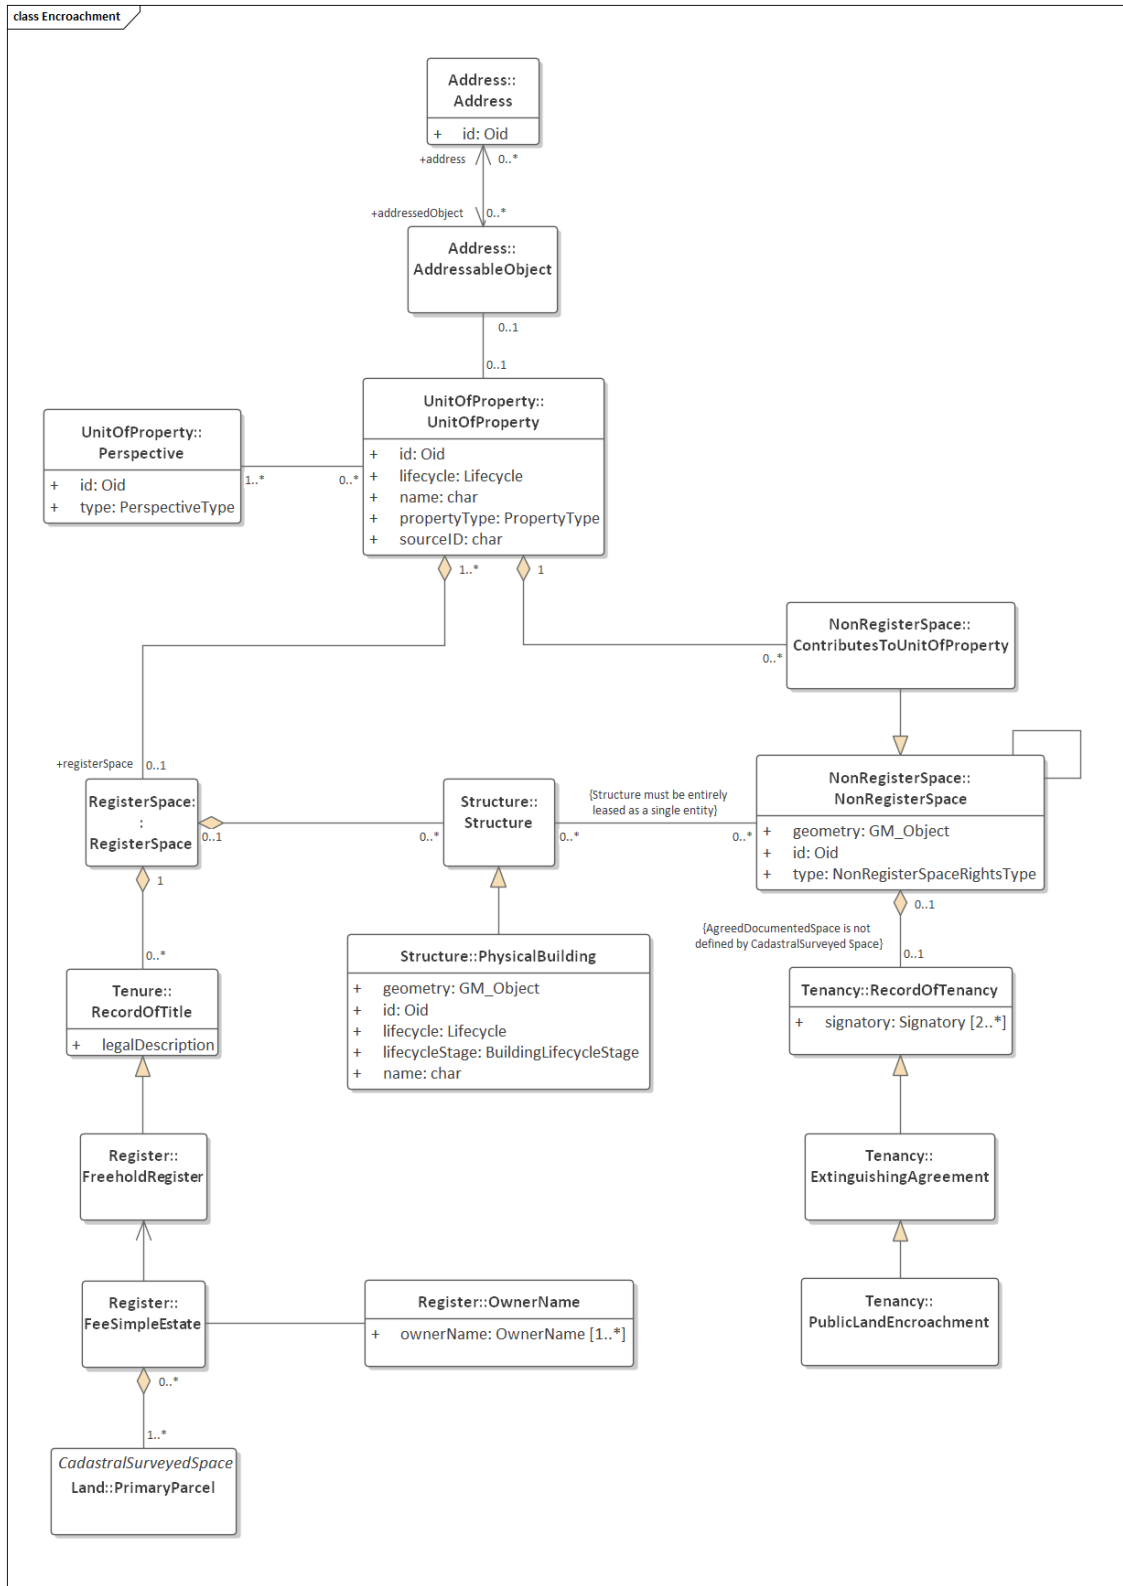 class Encroachment
Address::
Address
+ id: Oid
+address 0..*
+addressedObject 0..*
Address::
AddressableObject
0..1
0..1
UnitOfProperty::
UnitOfProperty
+ id: Oid
+ lifecycle: Lifecycle
+ name: char
+ propertyType: PropertyType
+ sourceID: char
UnitOfProperty::
Perspective
+ id: Oid
+ type: PerspectiveType
1..* 0..*
1..* 1
NonRegisterSpace::
ContributesToUnitOfProperty
0..*
+registerSpace 0..1
RegisterSpace:
:
RegisterSpace
0..1 0..*
Structure::
Structure
{Structure must be entirely
leased as a single entity}
0..* 0..*
NonRegisterSpace::
NonRegisterSpace
+ geometry: GM_Object
+ id: Oid
+ type: NonRegisterSpaceRightsType
1
0..1
{AgreedDocumentedSpace is not
defined by CadastralSurveyed Space}
0..1
0..*
Tenure::
RecordOfTitle
+ legalDescription
Structure::PhysicalBuilding
+ geometry: GM_Object
+ id: Oid
+ lifecycle: Lifecycle
+ lifecycleStage: BuildingLifecycleStage
+ name: char
Tenancy::RecordOfTenancy
+ signatory: Signatory [2..*]
Register::
FreeholdRegister
Tenancy::
ExtinguishingAgreement
Register::
FeeSimpleEstate
Register::OwnerName
+ ownerName: OwnerName [1..*]
Tenancy::
PublicLandEncroachment
0..*
1..*
CadastralSurveyedSpace
Land::PrimaryParcel